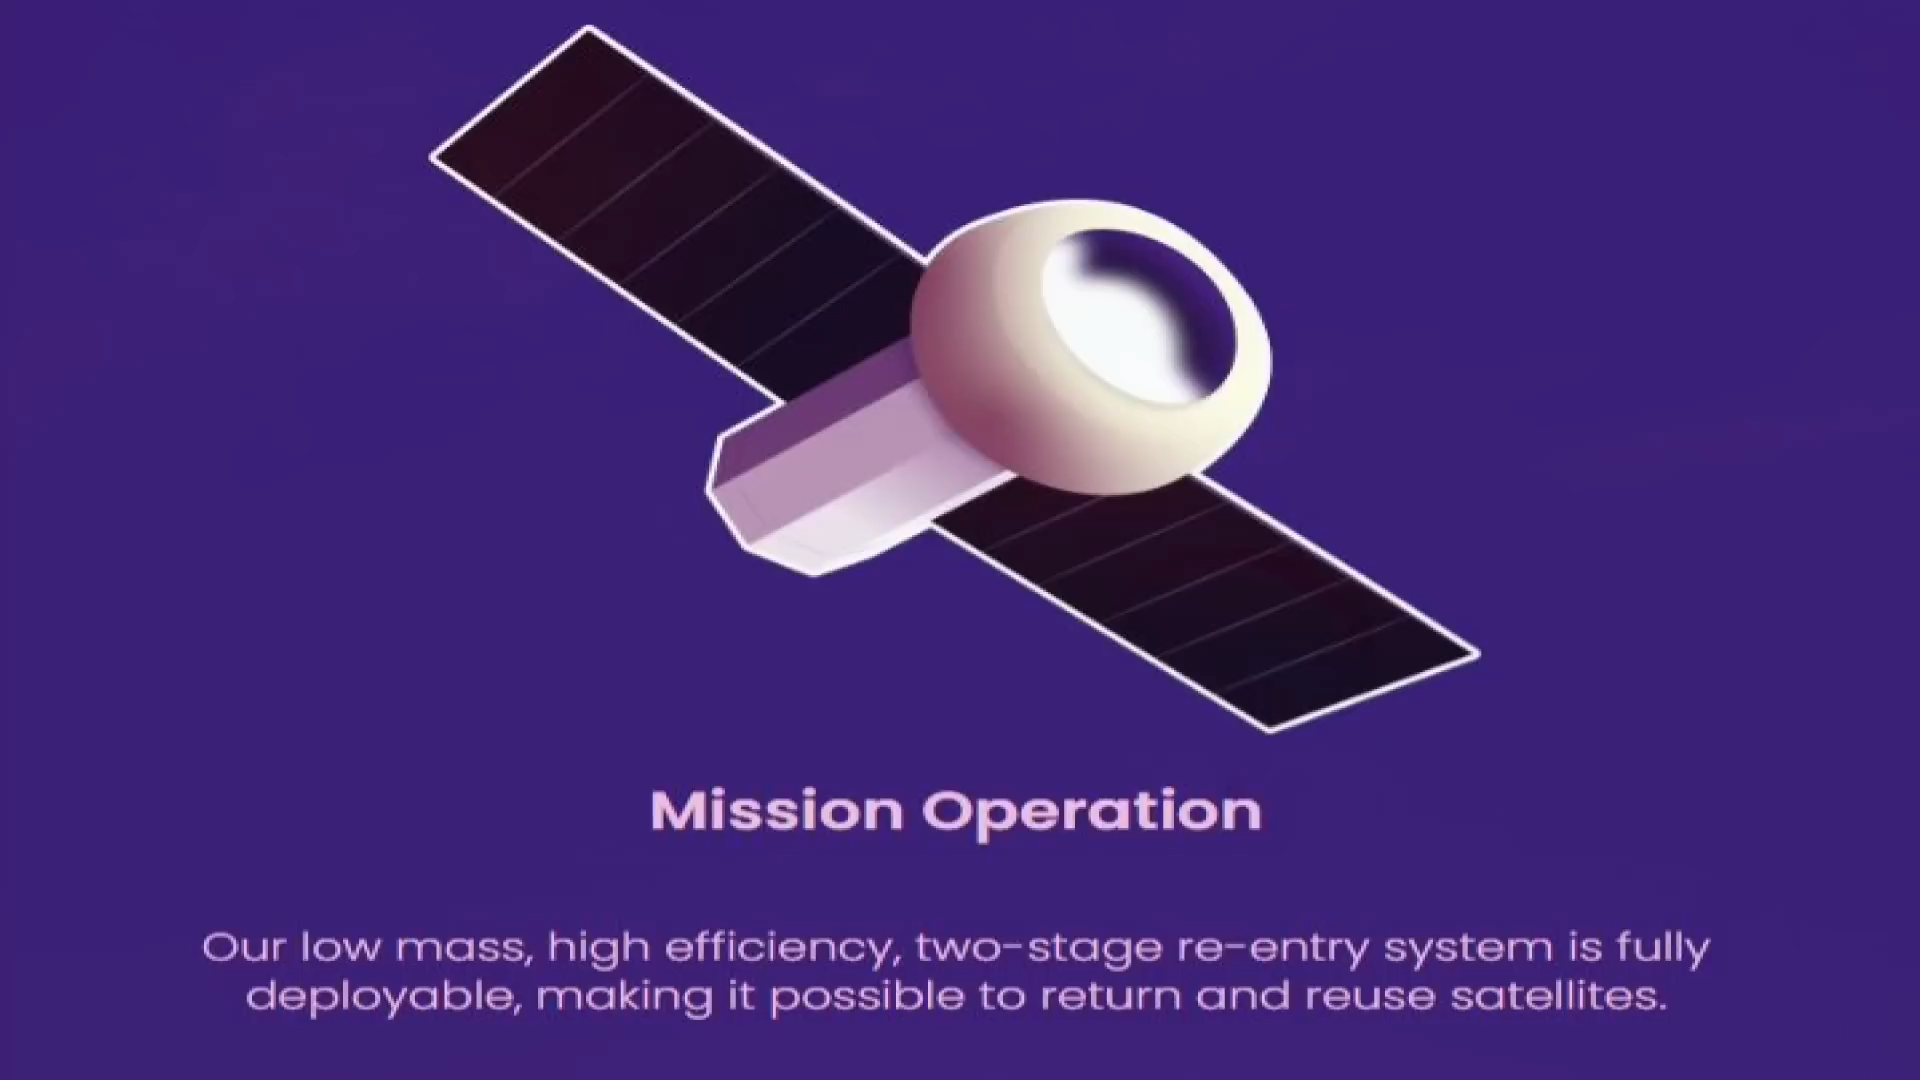 Mission Operation
Our low mass, high efficiency, two-stage re-entry system is fully
deployable, making it possible to return and reuse satellites.